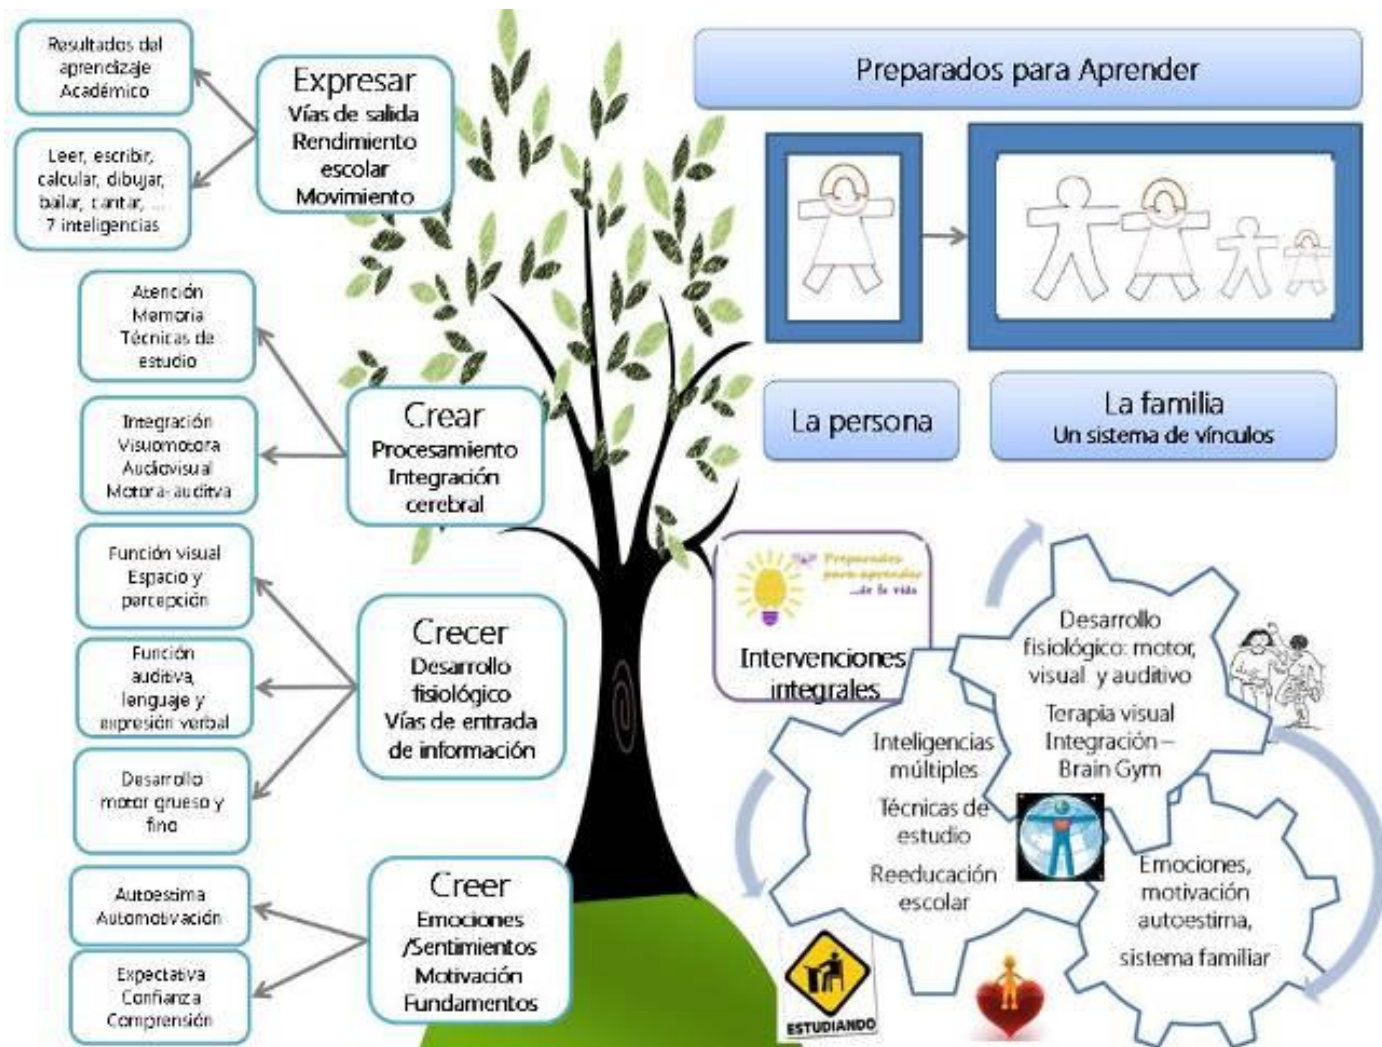 Resultados del
aprendizaje
Académico
Leer, escribir,
calcular, dibujar,
bailar, cantar, ...
7 inteligencias
Expresar
Vías de salida
Rendimiento
escolar
Movimiento
Atención
Memoria
Técnicas de
estudio
Integración
Visuomotora
Audiovisual
Motora-auditva
Crear
Procesamiento
Integración
cerebral
Función visual
Espacio y
percepción
Función
auditiva,
lenguaje y
expresión verbal
Desarrollo
motor grueso y
fino
Crecer
Desarrollo
fisiológico
Vías de entrada
de información
Autoestima
Automotivación
Expectativa
Confianza
Comprensión
Creer
Emociones
/Sentimientos
Motivación
Fundamentos
Preparados para Aprender
La persona
La familia
Un sistema de vínculos
Preparados
para aprender
...de la vida
Intervenciones
integrales
Desarrollo
fisiológico: motor,
visual y auditivo
Terapia visual
Integración –
Brain Gym
Inteligencias
múltiples
Técnicas de
estudio
Reeducación
escolar
Emociones,
motivación
autoestima,
sistema familiar
ESTUDIANDO